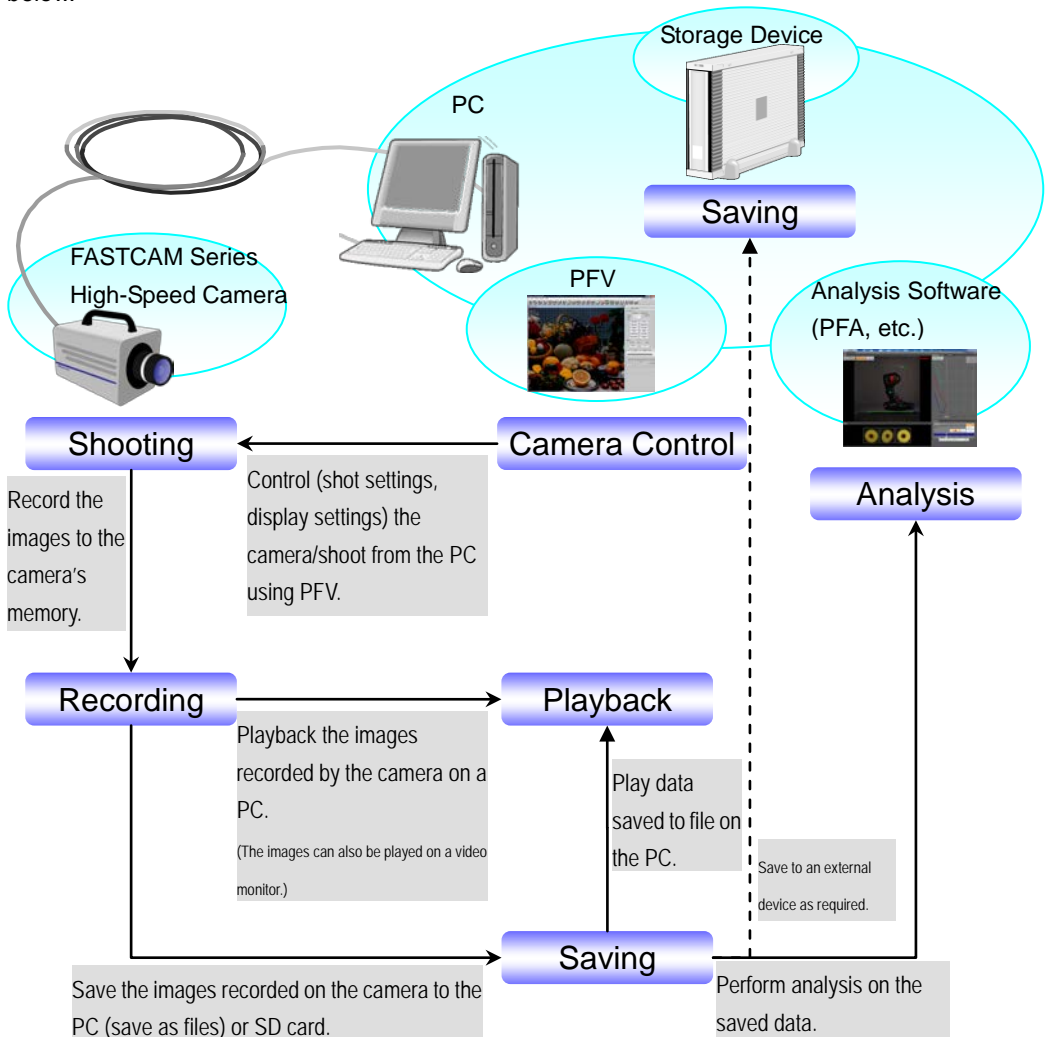 below.
Storage Device
PC
Saving
FASTCAM Series
High-Speed Camera
PFV
Analysis Software
(PFA, etc.)
Shooting
Camera Control
Analysis
Record the
images to the
camera's
memory.
Control (shot settings,
display settings) the
camera/shoot from the PC
using PFV.
Recording
Playback
Playback the images
recorded by the camera on a
PC.
(The images can also be played on a video
monitor.)
Play data
saved to file on
the PC.
Save to an external
device as required.
Saving
Save the images recorded on the camera to the
PC (save as files) or SD card.
Perform analysis on the
saved data.